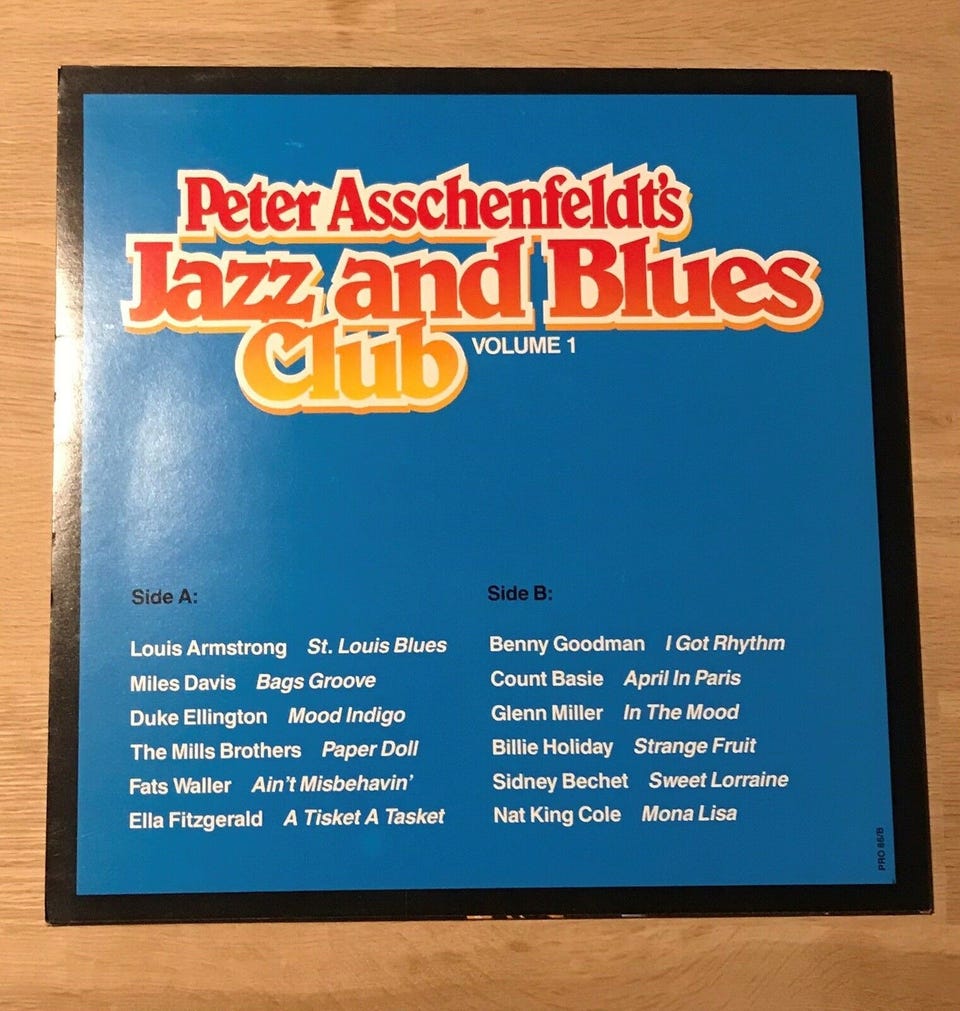 Peter Asschenfeldt's
Jazz and Blues
Club VOLUME 1
Side A:
Louis Armstrong St. Louis Blues
Miles Davis Bags Groove
Duke Ellington Mood Indigo
The Mills Brothers Paper Doll
Fats Waller Ain't Misbehavin'
Ella Fitzgerald A Tisket A Tasket
Side B:
Benny Goodman I Got Rhythm
Count Basie April In Paris
Glenn Miller In The Mood
Billie Holiday Strange Fruit
Sidney Bechet Sweet Lorraine
Nat King Cole Mona Lisa
PRO 86/B